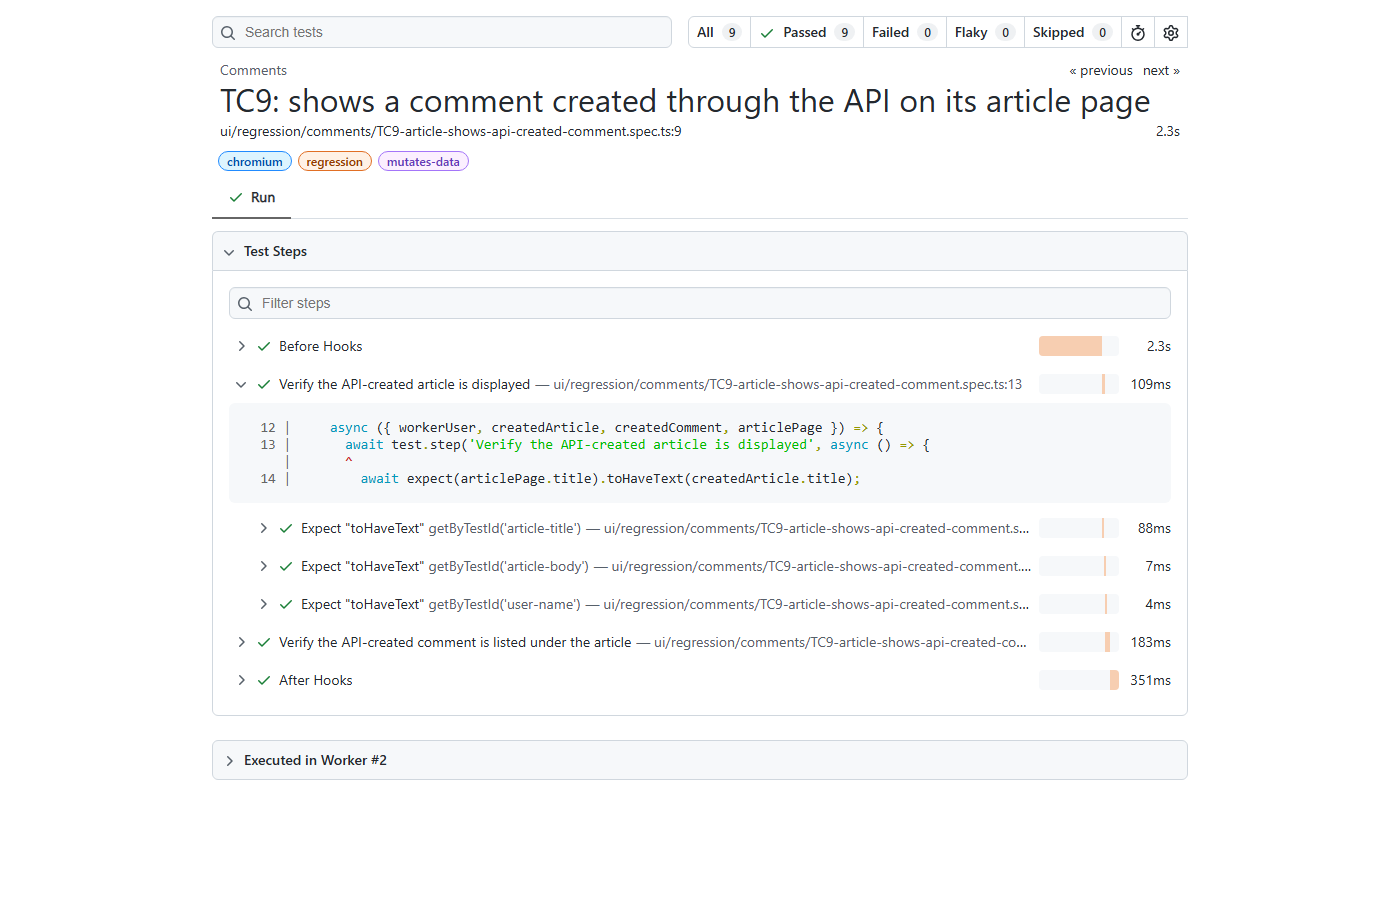 Search tests
All 9 Passed 9 Failed 0 Flaky 0 Skipped 0
Comments
« previous next »
TC9: shows a comment created through the API on its article page
ui/regression/comments/TC9-article-shows-api-created-comment.spec.ts:9
2.3s
chromium regression mutates-data
Run
Test Steps
Filter steps
Before Hooks 2.3s
Verify the API-created article is displayed — ui/regression/comments/TC9-article-shows-api-created-comment.spec.ts:13 109ms
12 | async ({ workerUser, createdArticle, createdComment, articlePage }) => {
13 | await test.step('Verify the API-created article is displayed', async () => {
| ^
14 | await expect(articlePage.title).toHaveText(createdArticle.title);
Expect "toHaveText" getByTestId('article-title') — ui/regression/comments/TC9-article-shows-api-created-comment.s... 88ms
Expect "toHaveText" getByTestId('article-body') — ui/regression/comments/TC9-article-shows-api-created-comment.... 7ms
Expect "toHaveText" getByTestId('user-name') — ui/regression/comments/TC9-article-shows-api-created-comment.s... 4ms
Verify the API-created comment is listed under the article — ui/regression/comments/TC9-article-shows-api-created-co... 183ms
After Hooks 351ms
Executed in Worker #2